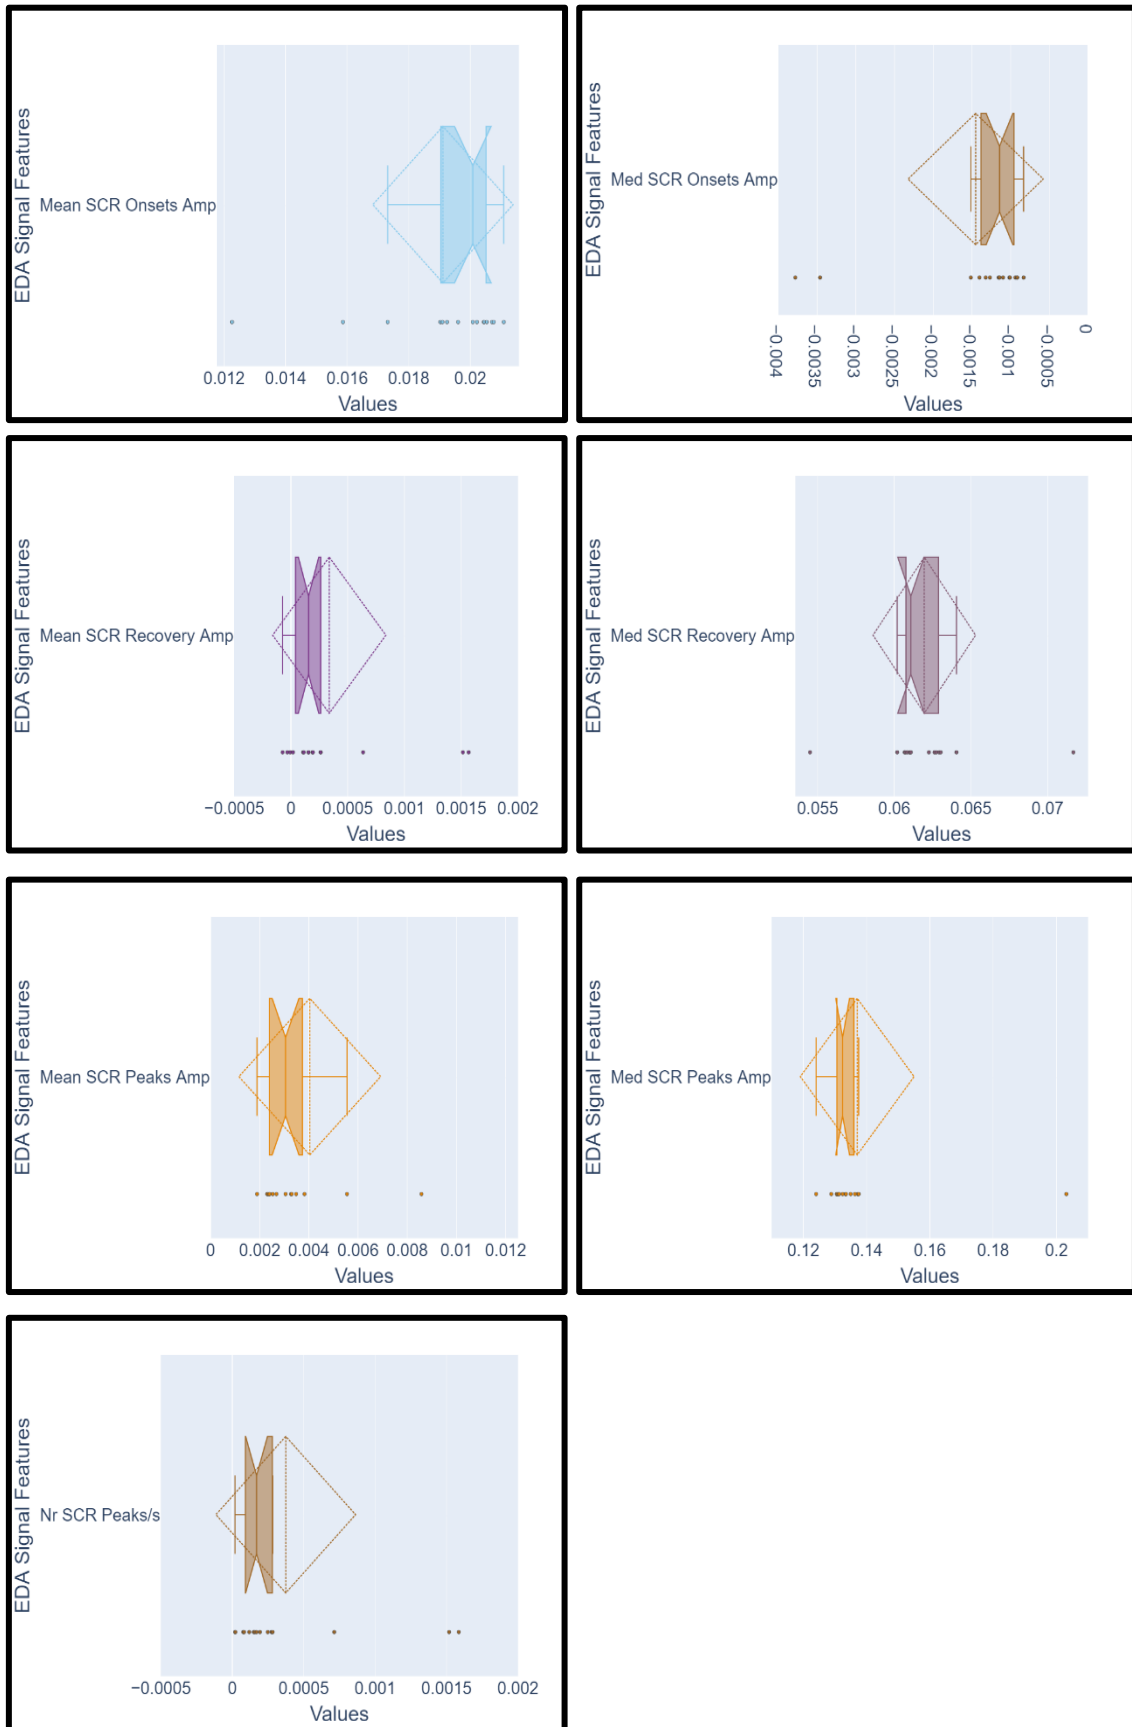 EDA Signal Features
Mean SCR Onsets Amp
0.012 0.014 0.016 0.018 0.02
Values
EDA Signal Features
Med SCR Onsets Amp
−0.004 −0.0035 −0.003 −0.0025 −0.002 −0.0015 −0.001 −0.0005 0
Values
EDA Signal Features
Mean SCR Recovery Amp
−0.0005 0 0.0005 0.001 0.0015 0.002
Values
EDA Signal Features
Med SCR Recovery Amp
0.055 0.06 0.065 0.07
Values
EDA Signal Features
Mean SCR Peaks Amp
0 0.002 0.004 0.006 0.008 0.01 0.012
Values
EDA Signal Features
Med SCR Peaks Amp
0.12 0.14 0.16 0.18 0.2
Values
EDA Signal Features
Nr SCR Peaks/s
−0.0005 0 0.0005 0.001 0.0015 0.002
Values